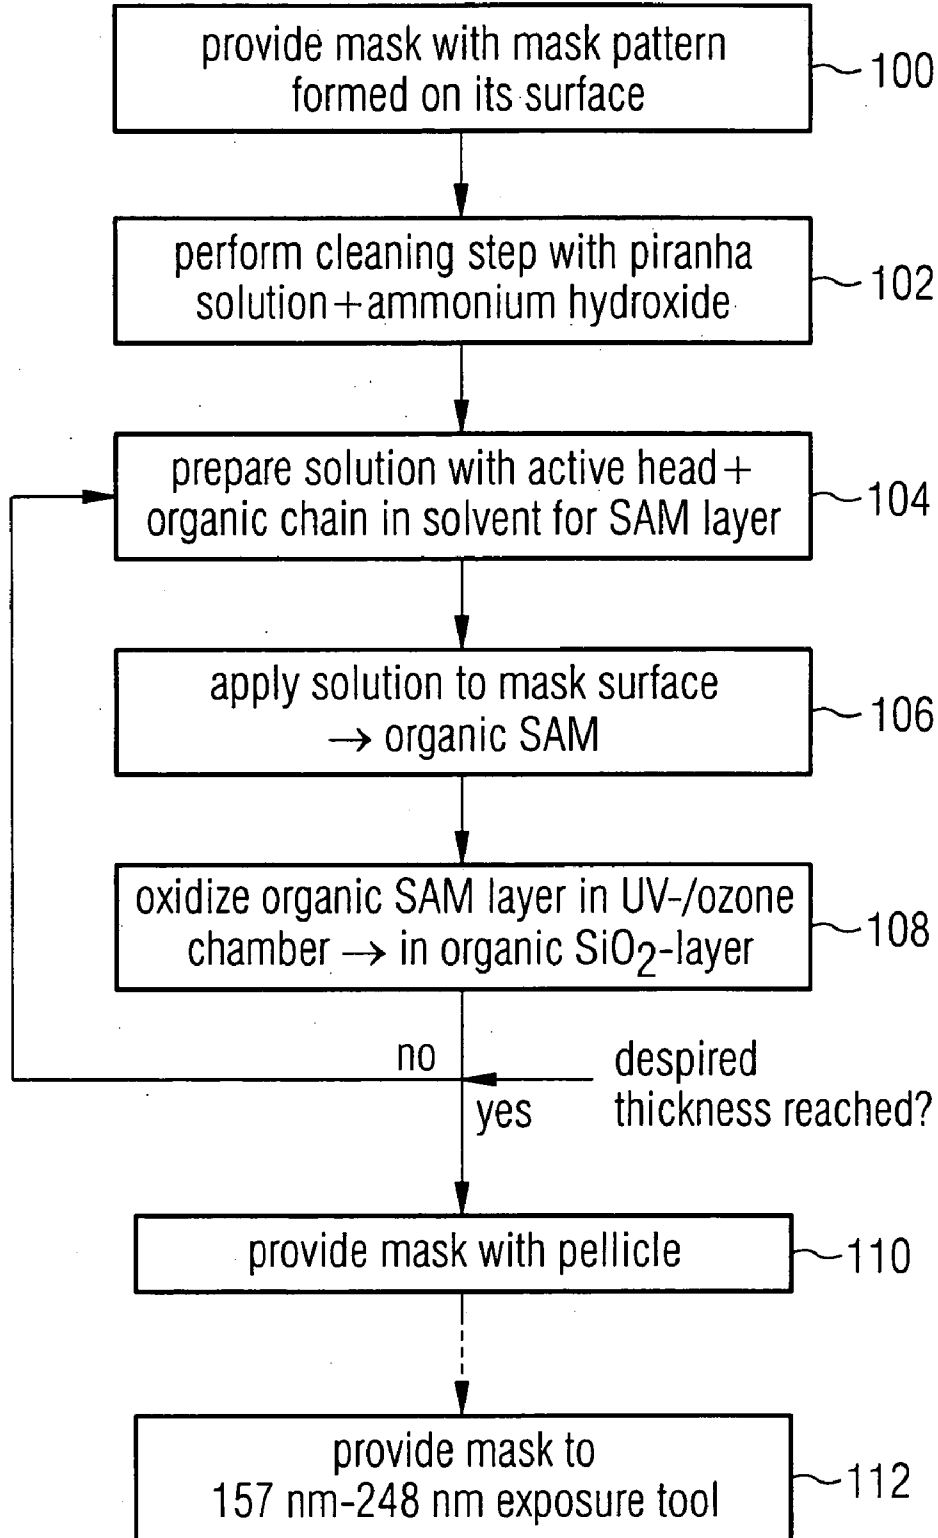 provide mask with mask pattern
formed on its surface
100
perform cleaning step with piranha
solution+ammonium hydroxide
102
prepare solution with active head+
organic chain in solvent for SAM layer
104
apply solution to mask surface
→ organic SAM
106
oxidize organic SAM layer in UV-/ozone
chamber → in organic SiO2-layer
108
no
yes
despired
thickness reached?
provide mask with pellicle
110
provide mask to
157 nm-248 nm exposure tool
112